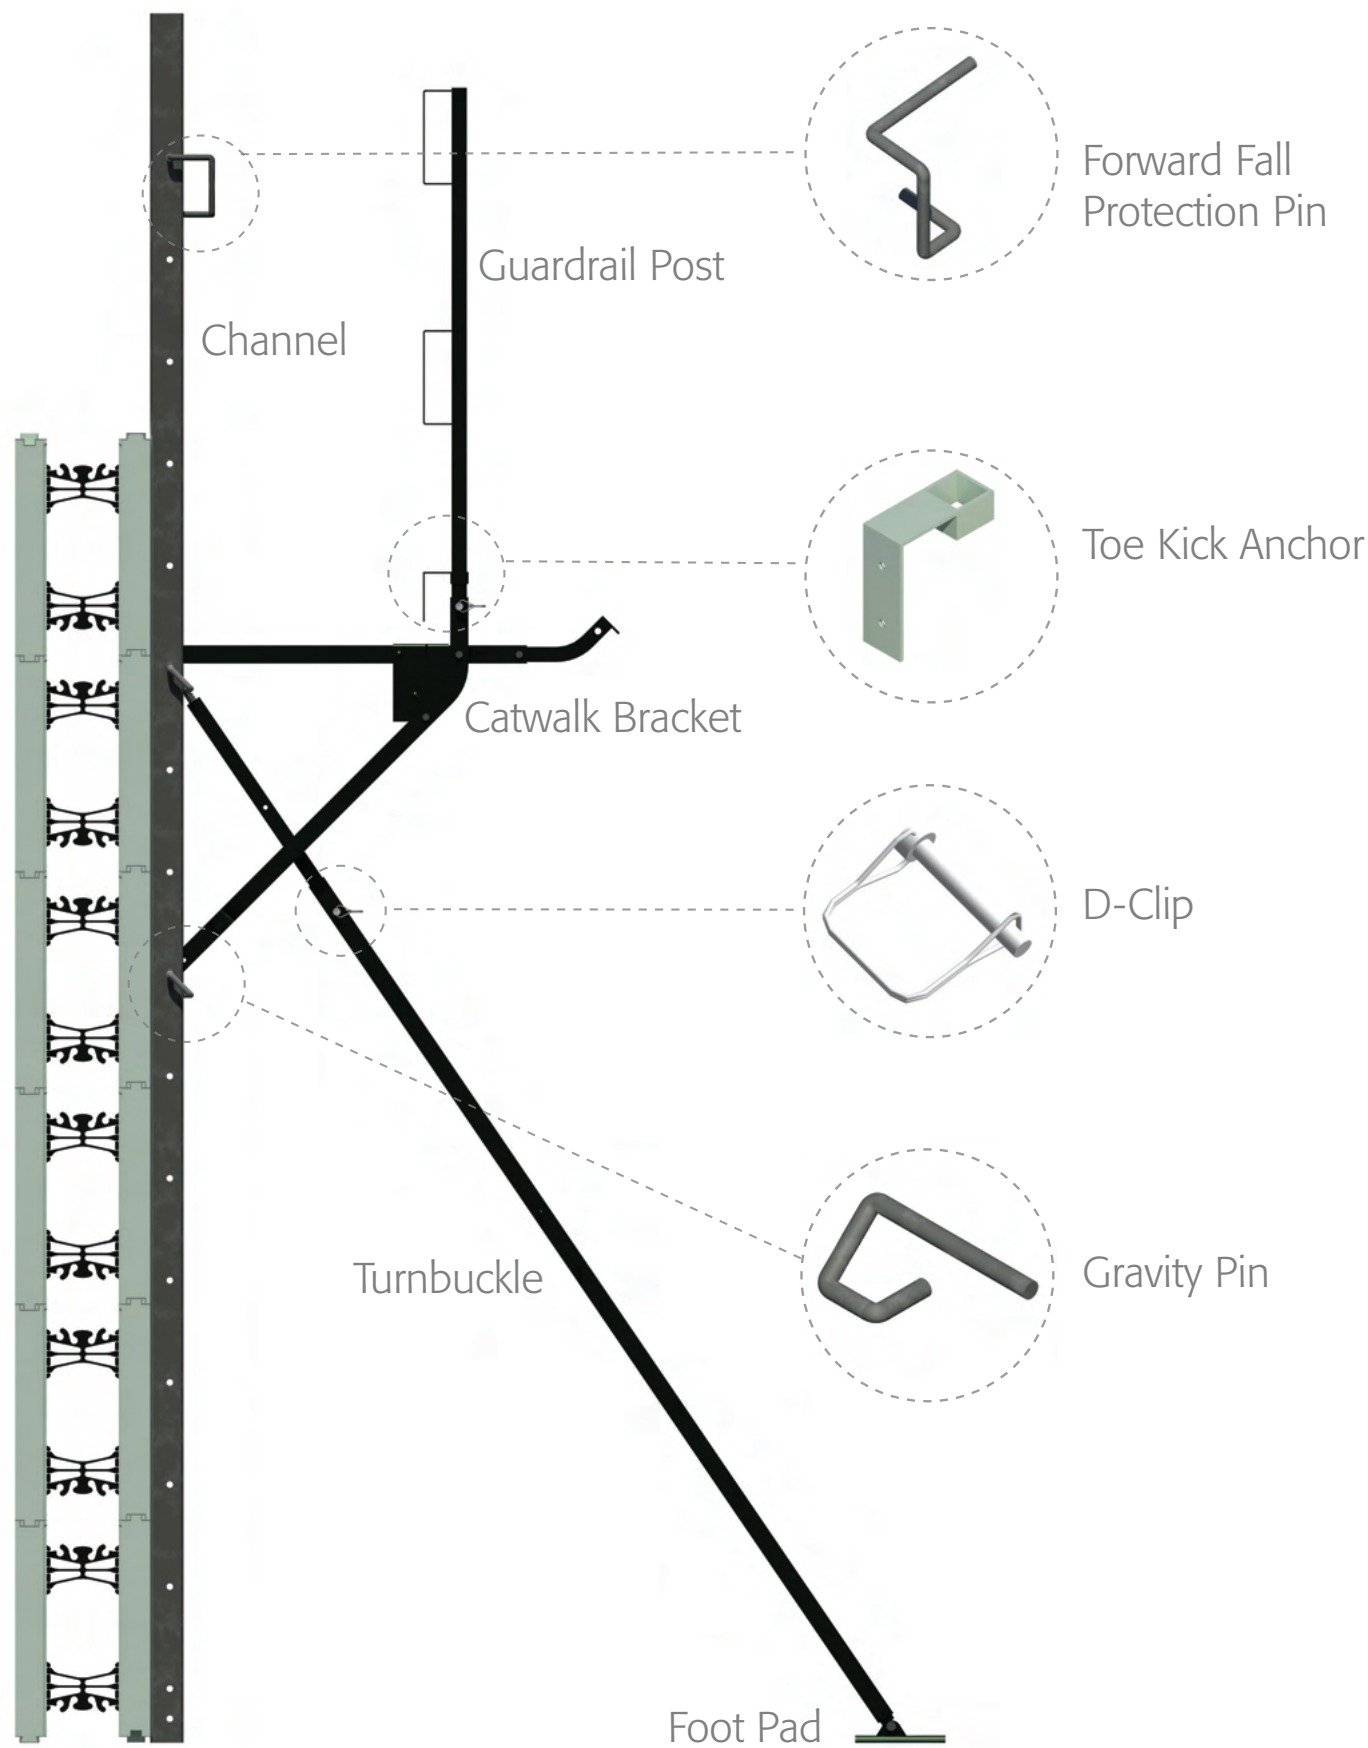 Forward Fall
Protection Pin
Guardrail Post
Channel
Toe Kick Anchor
Catwalk Bracket
D-Clip
Turnbuckle
Gravity Pin
Foot Pad